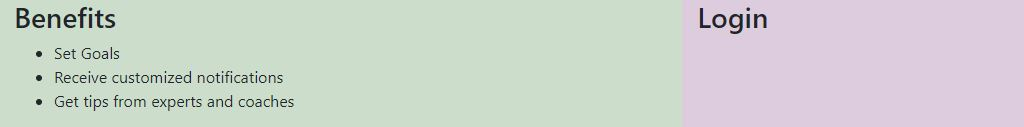 Benefits
Set Goals
Receive customized notifications
Get tips from experts and coaches
Login